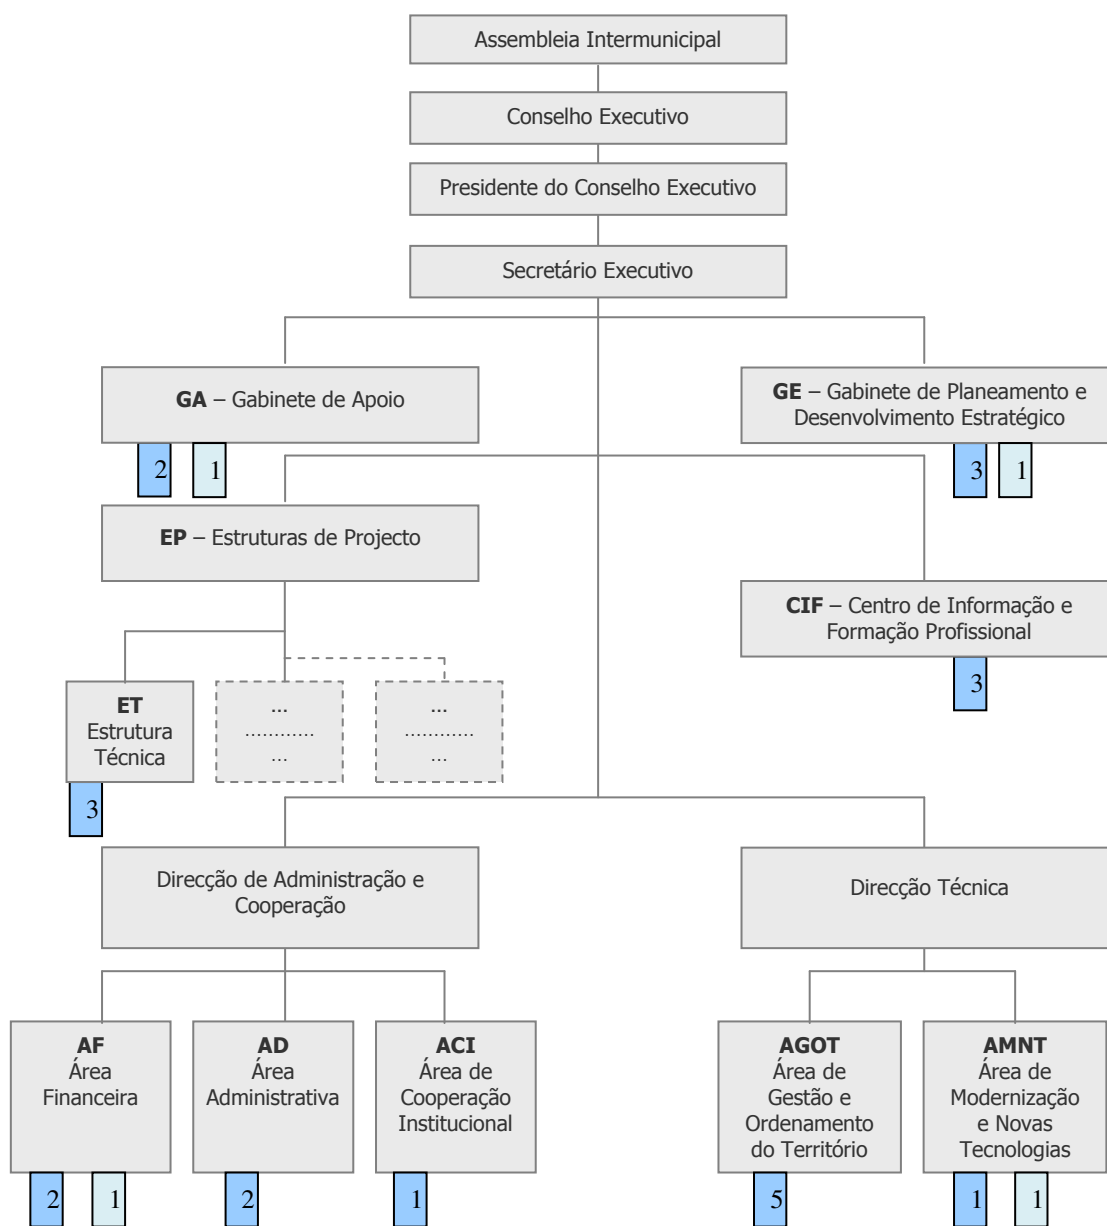 Assembleia Intermunicipal
Conselho Executivo
Presidente do Conselho Executivo
Secretário Executivo
GA – Gabinete de Apoio
2
1
GE – Gabinete de Planeamento e
Desenvolvimento Estratégico
3
1
EP – Estruturas de Projecto
CIF – Centro de Informação e
Formação Profissional
3
ET
Estrutura
Técnica
3
...
............
...
...
............
...
Direcção de Administração e
Cooperação
Direcção Técnica
AF
Área
Financeira
2
1
AD
Área
Administrativa
2
ACI
Área de
Cooperação
Institucional
1
AGOT
Área de
Gestão e
Ordenamento
do Território
5
AMNT
Área de
Modernização
e Novas
Tecnologias
1
1